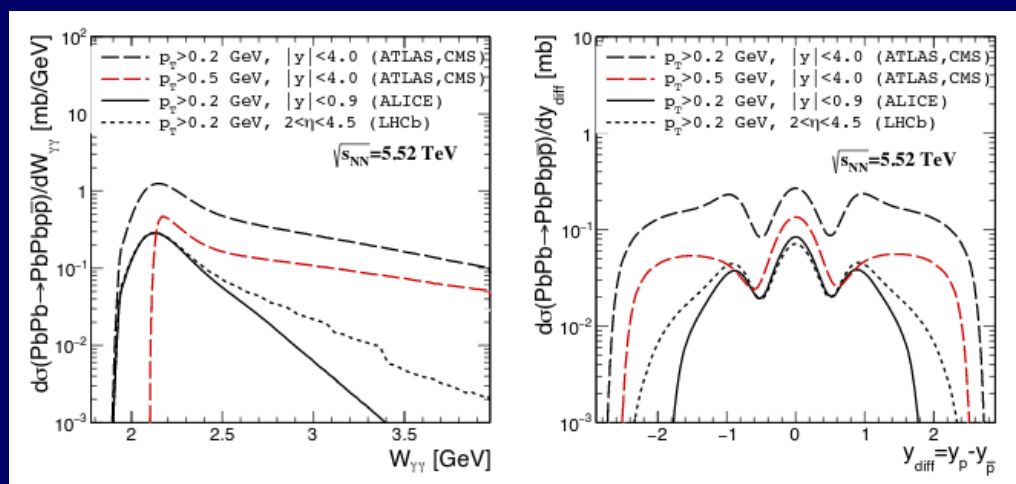 dσ(PbPb→PbPbpp̅)/dW_γγ [mb/GeV]
10²
10
1
10⁻¹
10⁻²
10⁻³
p_T>0.2 GeV, |y|<4.0 (ATLAS,CMS)
p_T>0.5 GeV, |y|<4.0 (ATLAS,CMS)
p_T>0.2 GeV, |y|<0.9 (ALICE)
p_T>0.2 GeV, 2<η<4.5 (LHCb)
√s_NN=5.52 TeV
2 2.5 3 3.5
W_γγ [GeV]
dσ(PbPb→PbPbpp̅)/dy_diff [mb]
10
1
10⁻¹
10⁻²
10⁻³
p_T>0.2 GeV, |y|<4.0 (ATLAS,CMS)
p_T>0.5 GeV, |y|<4.0 (ATLAS,CMS)
p_T>0.2 GeV, |y|<0.9 (ALICE)
p_T>0.2 GeV, 2<η<4.5 (LHCb)
√s_NN=5.52 TeV
−2 −1 0 1 2
y_diff=y_p-y_p̅